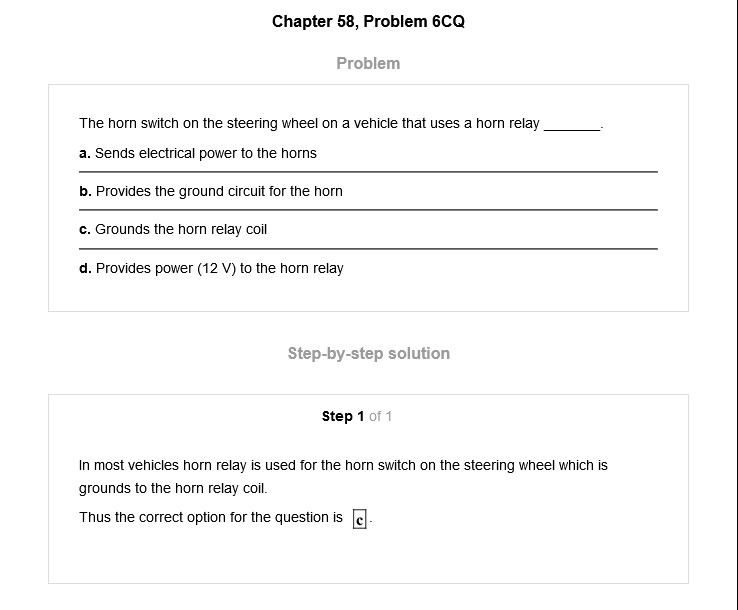 Chapter 58, Problem 6CQ
Problem
The horn switch on the steering wheel on a vehicle that uses a horn relay _______.
a. Sends electrical power to the horns
b. Provides the ground circuit for the horn
c. Grounds the horn relay coil
d. Provides power (12 V) to the horn relay
Step-by-step solution
Step 1 of 1
In most vehicles horn relay is used for the horn switch on the steering wheel which is
grounds to the horn relay coil.
Thus the correct option for the question is c.